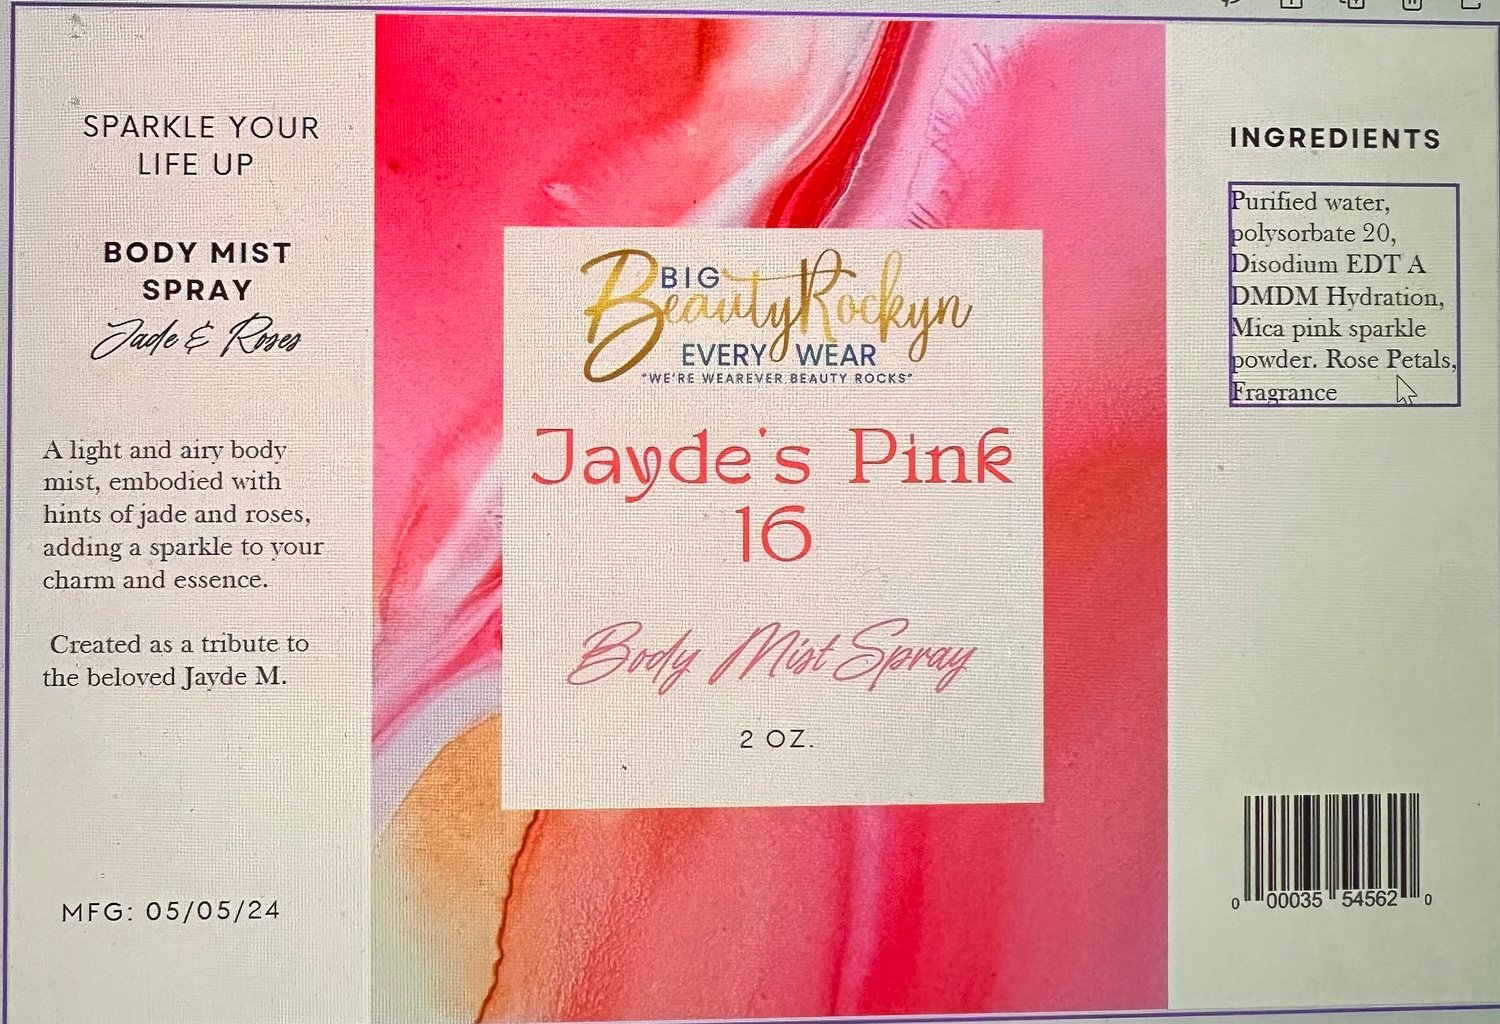 SPARKLE YOUR
LIFE UP
BODY MIST
SPRAY
Jade & Roses
A light and airy body
mist, embodied with
hints of jade and roses,
adding a sparkle to your
charm and essence.
Created as a tribute to
the beloved Jayde M.
MFG: 05/05/24
BIG
BeautyRockyn
EVERY WEAR
"WE'RE WEAREVER BEAUTY ROCKS"
Jayde's Pink
16
Body Mist Spray
2 OZ.
INGREDIENTS
Purified water,
polysorbate 20,
Disodium EDT A
DMDM Hydration,
Mica pink sparkle
powder. Rose Petals,
Fragrance
0 00035 54562 0